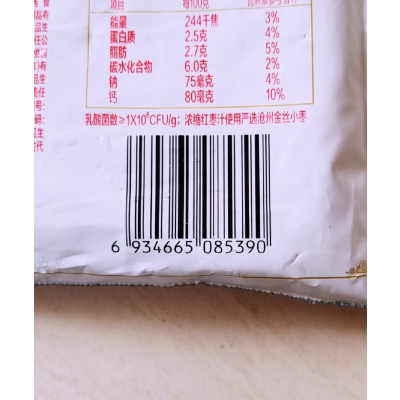 项目 每100克 营养素参考值%
能量 244千焦 3%
蛋白质 2.5克 4%
脂肪 2.7克 5%
碳水化合物 6.0克 2%
钠 75毫克 4%
钙 80毫克 10%
乳酸菌数≥1X10⁶CFU/g；浓缩红枣汁使用严选沧州金丝小枣
6 934665 085390